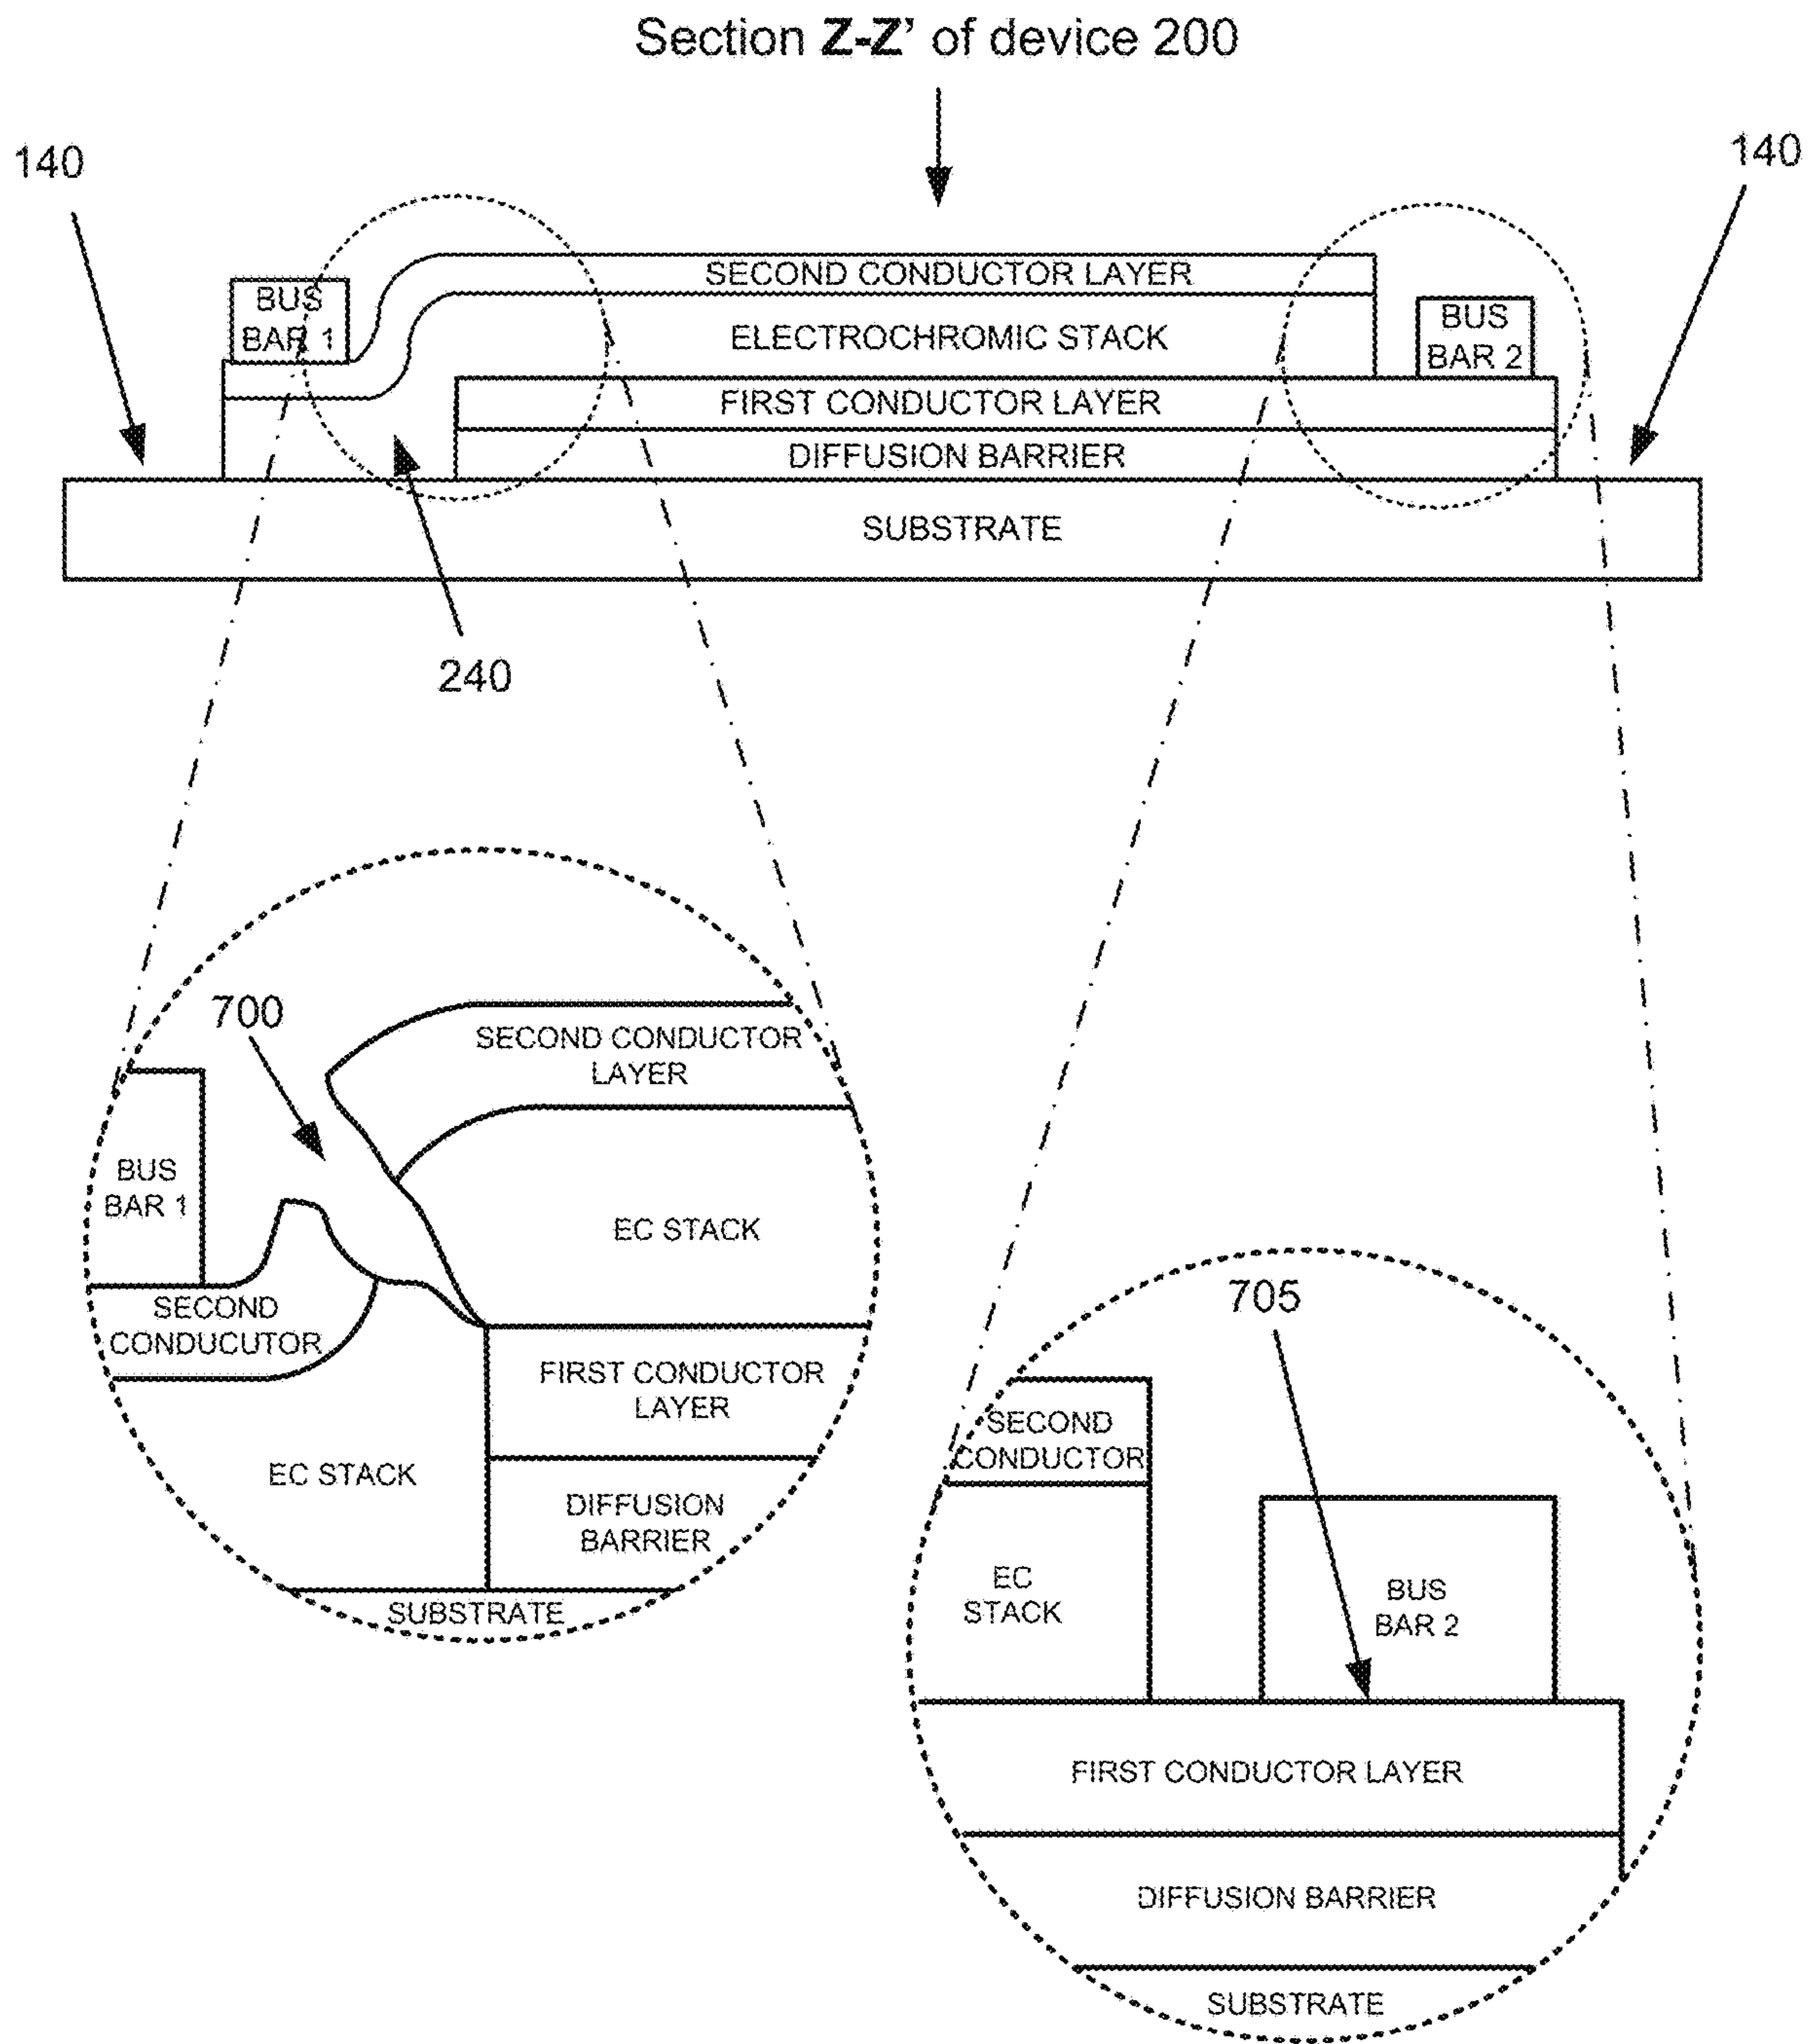 Section Z-Z' of device 200
140
140
SECOND CONDUCTOR LAYER
BUS
BAR 1
ELECTROCHROMIC STACK
BUS
BAR 2
FIRST CONDUCTOR LAYER
DIFFUSION BARRIER
SUBSTRATE
240
700
SECOND CONDUCTOR
LAYER
BUS
BAR 1
EC STACK
SECOND
CONDUCUTOR
FIRST CONDUCTOR
LAYER
EC STACK
DIFFUSION
BARRIER
SUBSTRATE
705
SECOND
CONDUCTOR
EC
STACK
BUS
BAR 2
FIRST CONDUCTOR LAYER
DIFFUSION BARRIER
SUBSTRATE